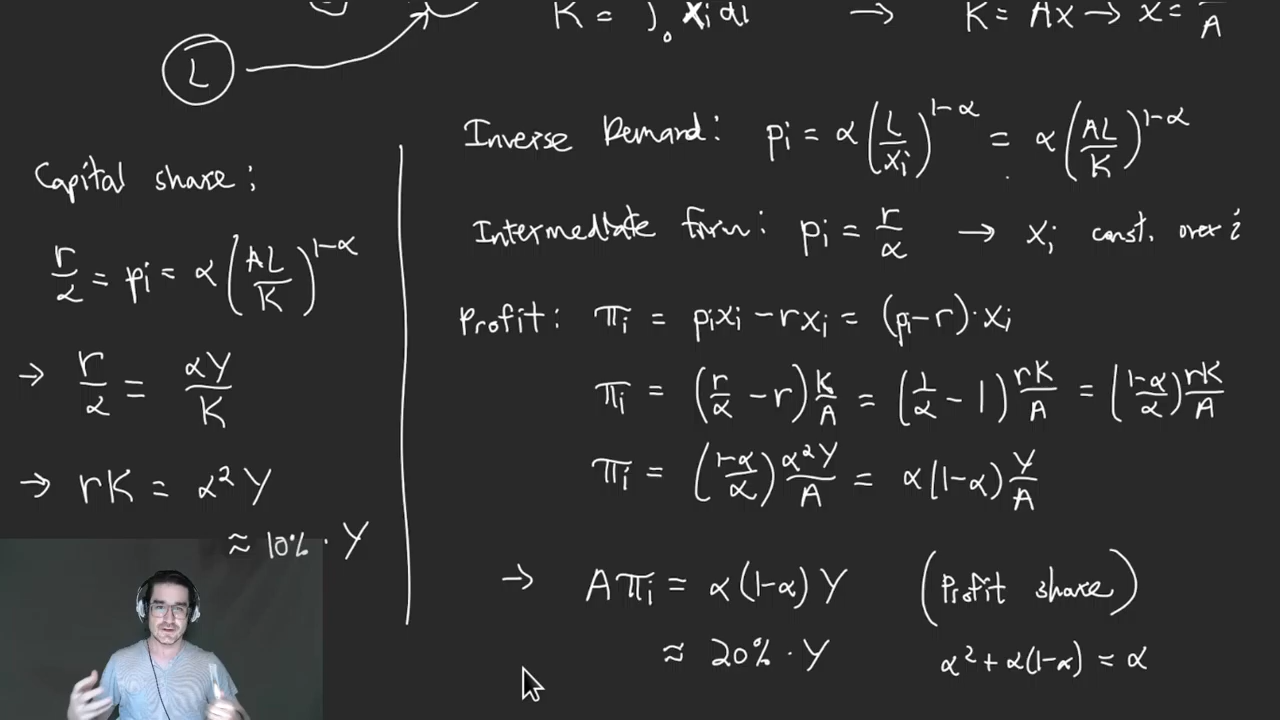 K = ∫₀ xᵢ di → K = Ax → x = /A
L
Inverse Demand: pᵢ = α(L/xᵢ)^(1-α) = α(AL/K)^(1-α)
Intermediate firm: pᵢ = r/α → xᵢ const. over i
Profit: πᵢ = pᵢxᵢ - rxᵢ = (pᵢ-r)·xᵢ
πᵢ = (r/α - r)K/A = (1/α - 1)rK/A = (1-α/α)rK/A
πᵢ = (1-α/α)α²Y/A = α(1-α)Y/A
→ Aπᵢ = α(1-α)Y (Profit share)
≈ 20% · Y α² + α(1-α) = α
Capital share:
r/α = pᵢ = α(AL/K)^(1-α)
→ r/α = αY/K
→ rK = α²Y
≈ 10% · Y